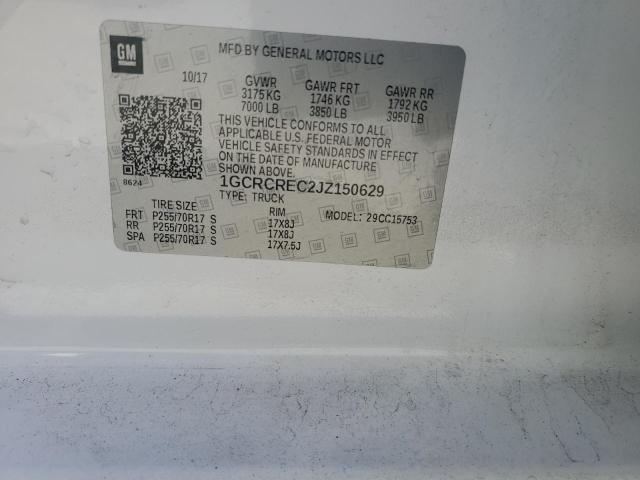 GM
MFD BY GENERAL MOTORS LLC
10/17
GVWR GAWR FRT GAWR RR
3175 KG 1746 KG 1792 KG
7000 LB 3850 LB 3950 LB
THIS VEHICLE CONFORMS TO ALL
APPLICABLE U.S. FEDERAL MOTOR
VEHICLE SAFETY STANDARDS IN EFFECT
ON THE DATE OF MANUFACTURE
SHOWN ABOVE.
8624
1GCRCREC2JZ150629
TYPE: TRUCK
MODEL: 29CC15753
TIRE SIZE RIM
FRT P255/70R17 S 17X8J
RR P255/70R17 S 17X8J
SPA P255/70R17 S 17X7.5J